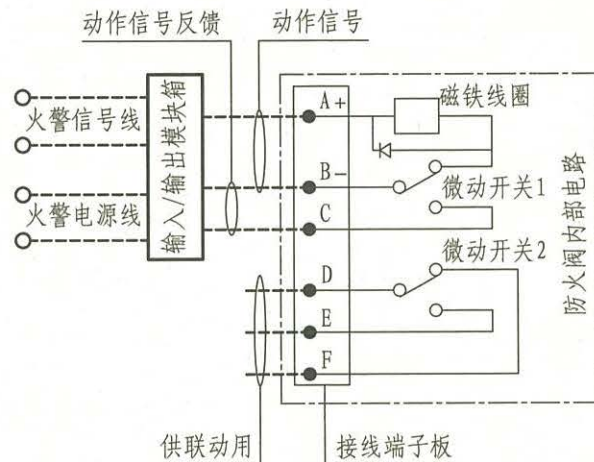 动作信号反馈
动作信号
火警信号线
火警电源线
输入/输出模块箱
A+
B-
C
D
E
F
磁铁线圈
微动开关1
微动开关2
防火阀内部电路
供联动用
接线端子板